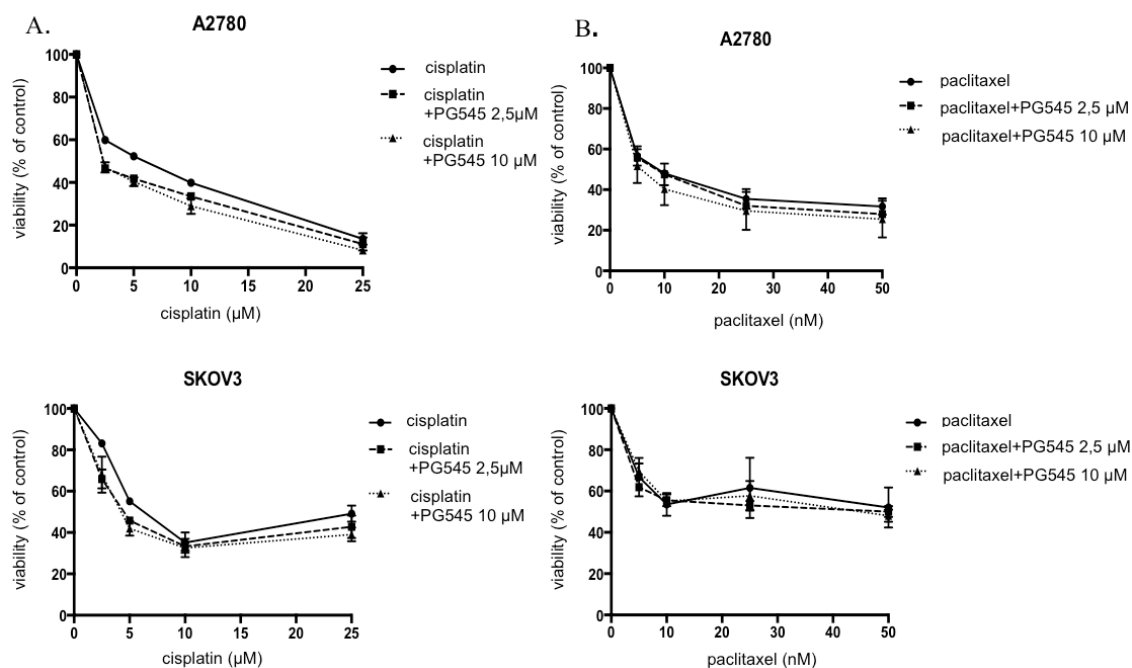 A.
A2780
viability (% of control)
100
80
60
40
20
0
0 5 10 15 20 25
cisplatin (µM)
cisplatin
cisplatin
+PG545 2,5µM
cisplatin
+PG545 10 µM
B.
A2780
viability (% of control)
100
80
60
40
20
0
0 10 20 30 40 50
paclitaxel (nM)
paclitaxel
paclitaxel+PG545 2,5 µM
paclitaxel+PG545 10 µM
SKOV3
viability (% of control)
100
80
60
40
20
0
0 5 10 15 20 25
cisplatin (µM)
cisplatin
cisplatin
+PG545 2,5µM
cisplatin
+PG545 10 µM
SKOV3
viability (% of control)
100
80
60
40
20
0
0 10 20 30 40 50
paclitaxel (nM)
paclitaxel
paclitaxel+PG545 2,5 µM
paclitaxel+PG545 10 µM